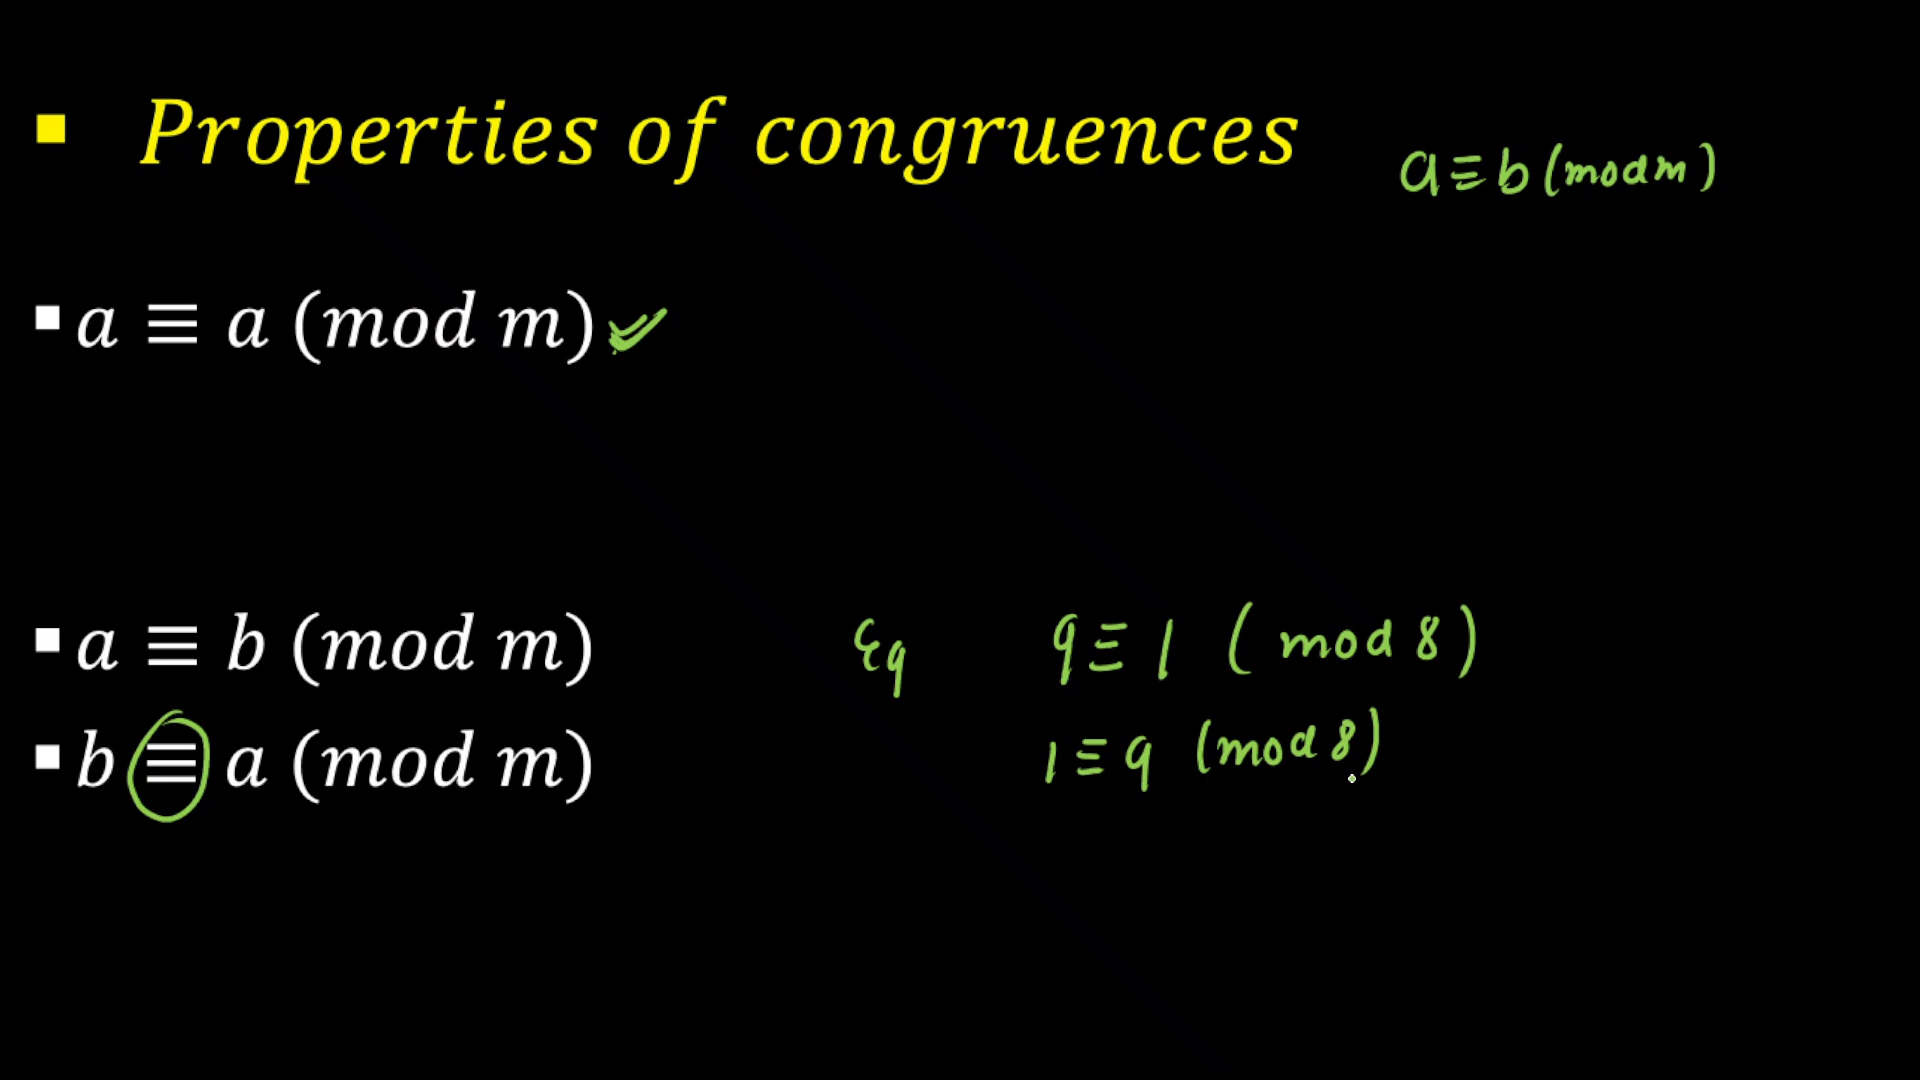 ▪ Properties of congruences
a ≡ b (mod m)
▪ a ≡ a (mod m) ✓
▪ a ≡ b (mod m)
Eg 9 ≡ 1 (mod 8)
▪ b ≡ a (mod m)
1 ≡ 9 (mod 8)